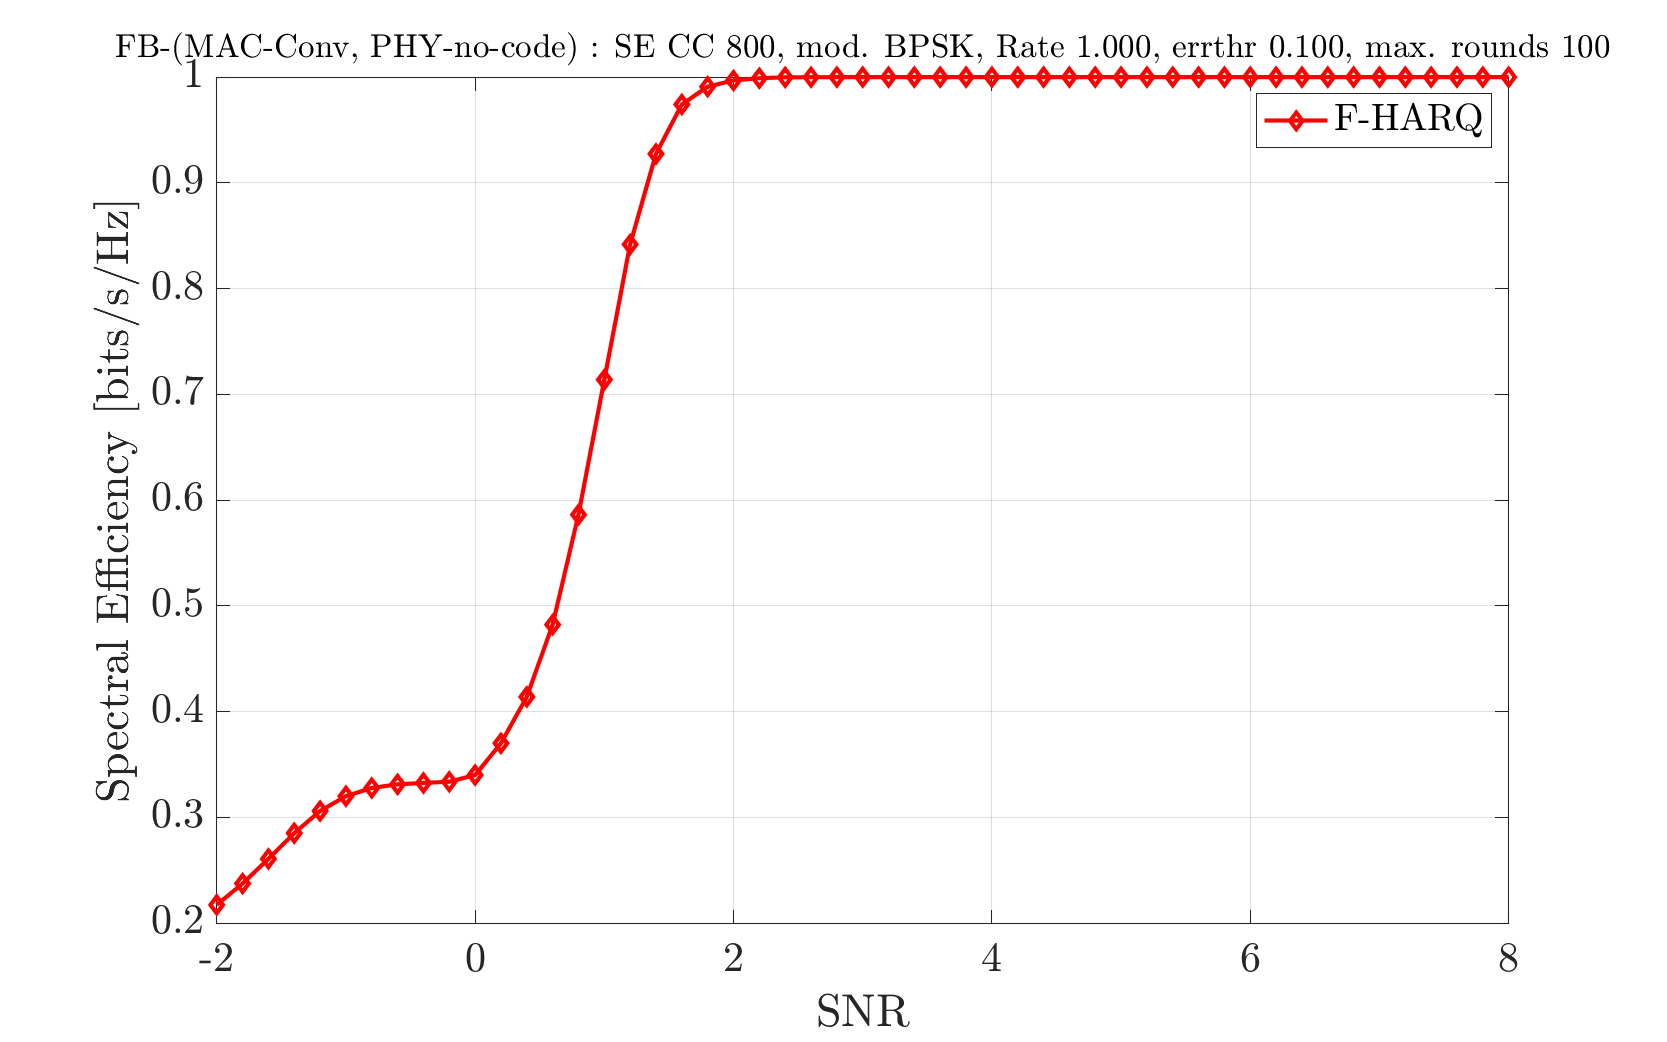 FB-(MAC-Conv, PHY-no-code) : SE CC 800, mod. BPSK, Rate 1.000, errthr 0.100, max. rounds 100
1
F-HARQ
0.9
0.8
0.7
0.6
0.5
0.4
0.3
0.2
Spectral Efficiency [bits/s/Hz]
-2 0 2 4 6 8
SNR